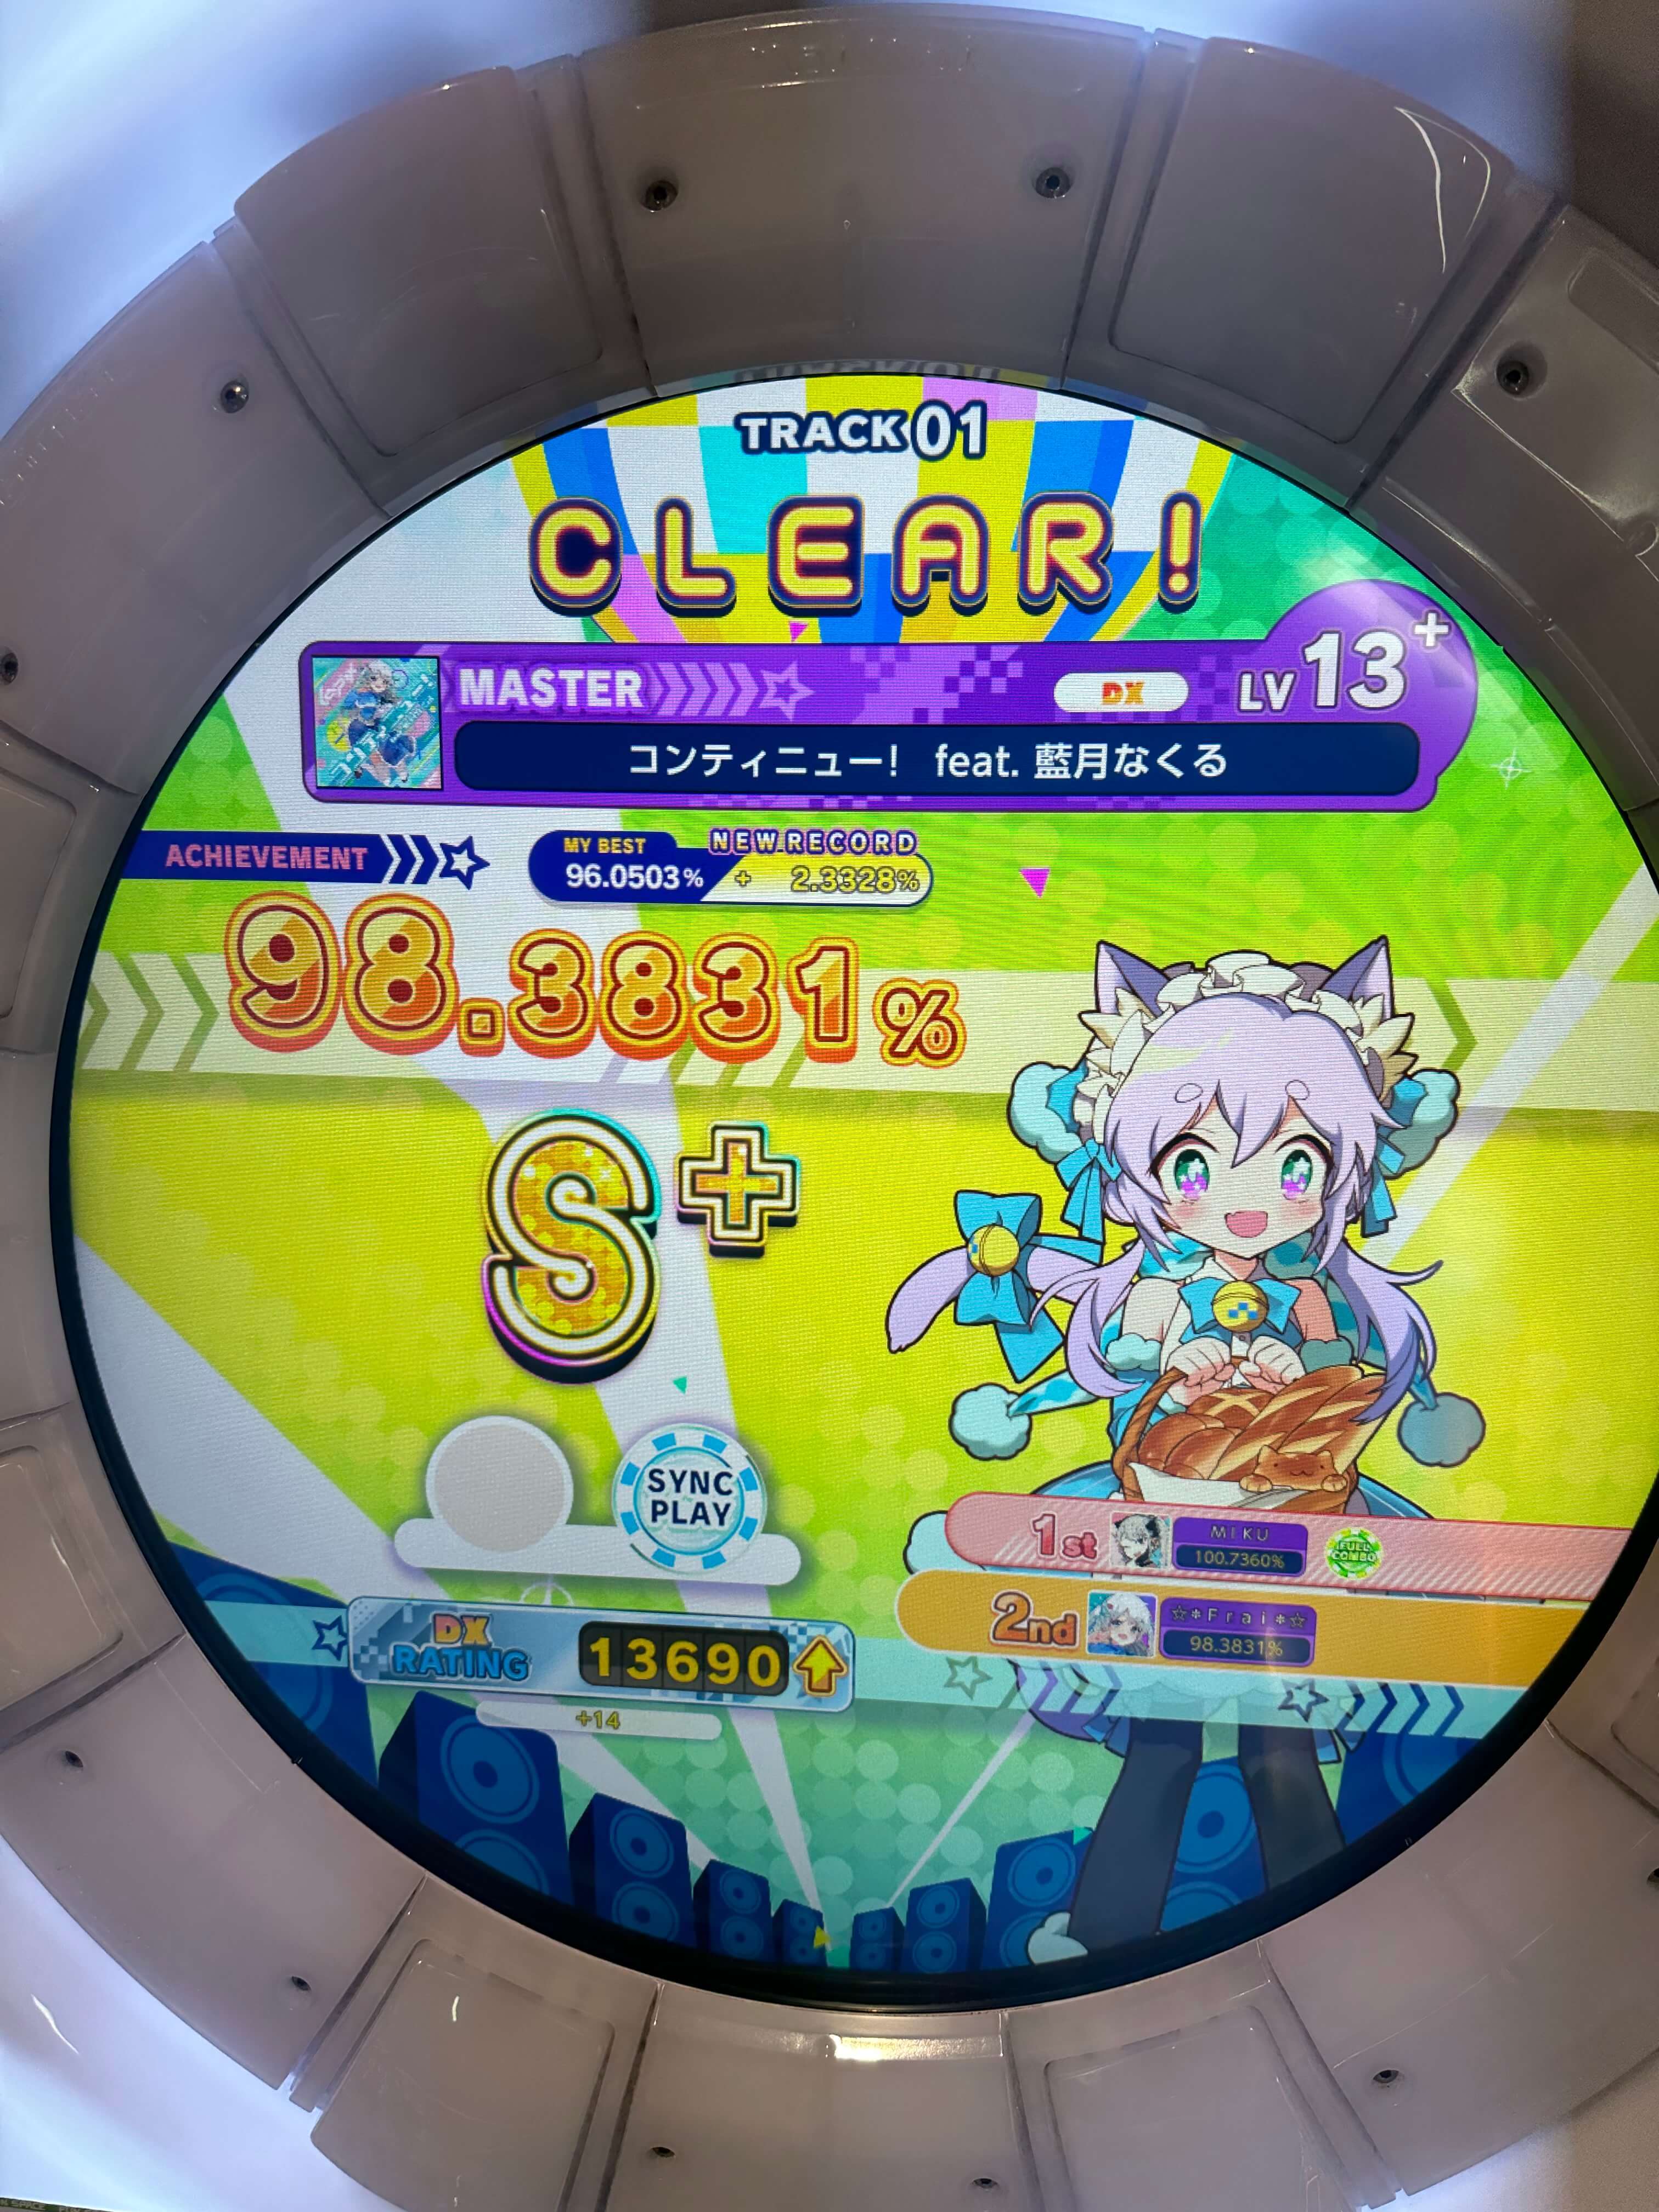 TRACK 01
CLEAR!
MASTER
DX
LV 13+
コンティニュー! feat. 藍月なくる
ACHIEVEMENT
MY BEST
NEW RECORD
96.0503%
+ 2.3328%
98.3831%
S+
SYNC PLAY
1st
MIKU
100.7360%
FULL COMBO
2nd
☆*Frai*☆
98.3831%
DX RATING
13690
+14